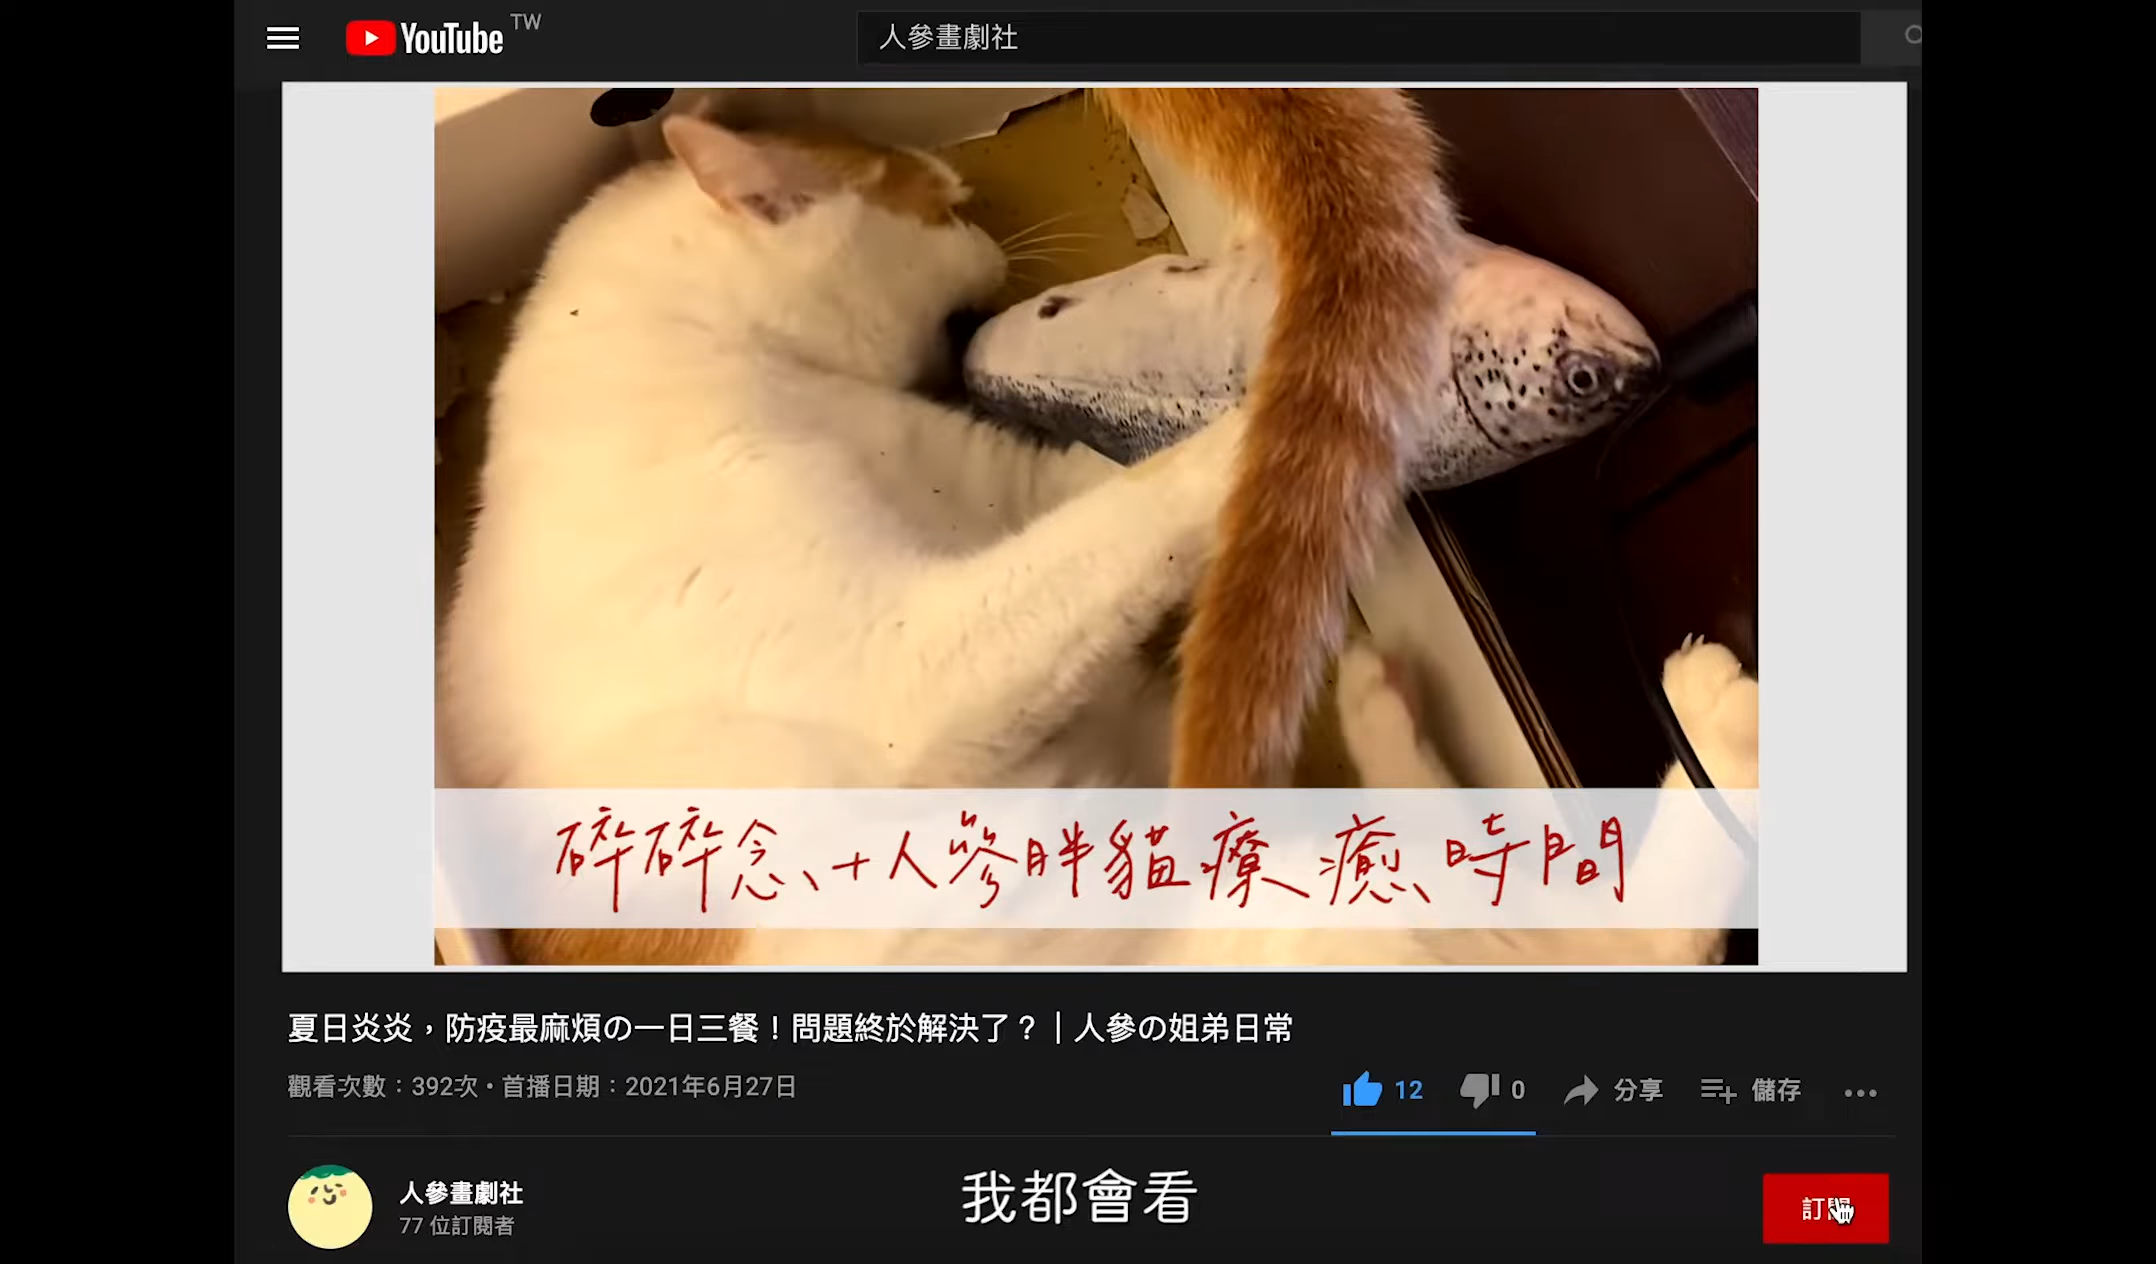 YouTube TW
人參畫劇社
碎碎念、+人參胖貓療癒時間
夏日炎炎，防疫最麻煩の一日三餐！問題終於解決了？｜人參の姐弟日常
觀看次數：392次・首播日期：2021年6月27日
12 0 分享 儲存
人參畫劇社
77 位訂閱者
我都會看
訂閱